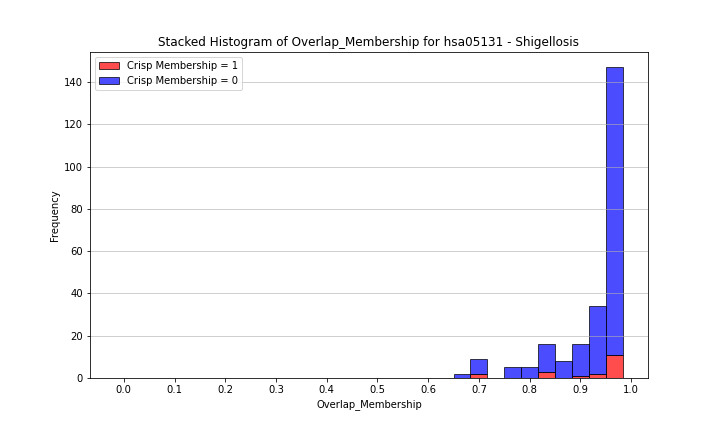 Stacked Histogram of Overlap_Membership for hsa05131 - Shigellosis
Crisp Membership = 1
Crisp Membership = 0
Frequency
140
120
100
80
60
40
20
0
0.0 0.1 0.2 0.3 0.4 0.5 0.6 0.7 0.8 0.9 1.0
Overlap_Membership